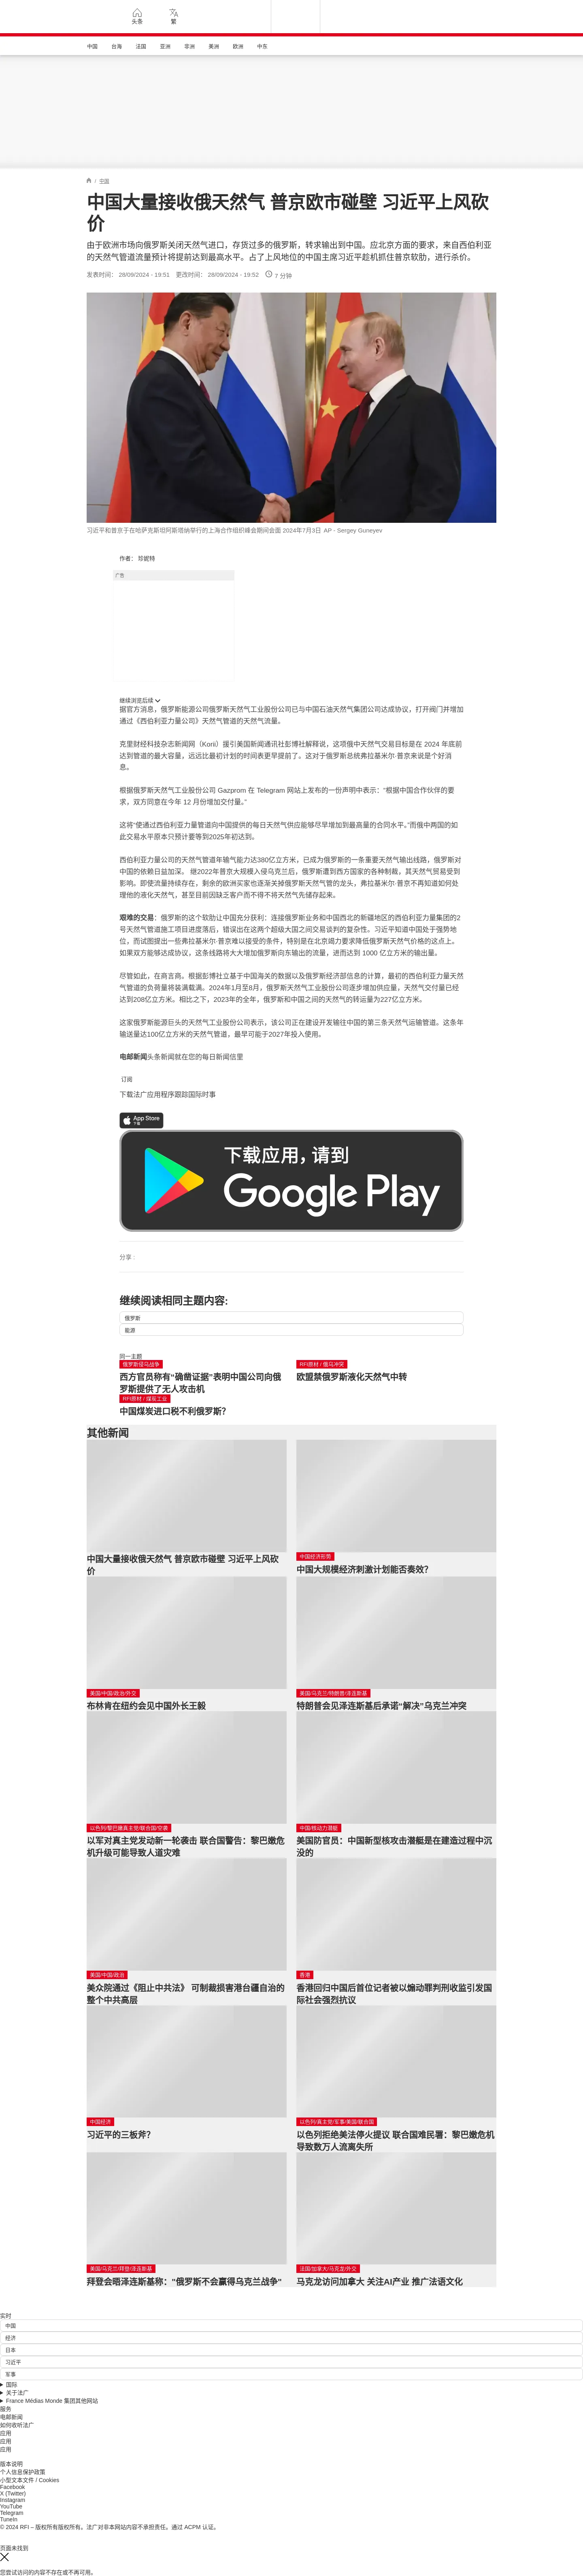 头条
繁
中国
台海
法国
亚洲
非洲
美洲
欧洲
中东
/ 中国
中国大量接收俄天然气 普京欧市碰壁 习近平上风砍
价
由于欧洲市场向俄罗斯关闭天然气进口，存货过多的俄罗斯，转求输出到中国。应北京方面的要求，来自西伯利亚
的天然气管道流量预计将提前达到最高水平。占了上风地位的中国主席习近平趁机抓住普京软肋，进行杀价。
发表时间： 28/09/2024 - 19:51 更改时间： 28/09/2024 - 19:52 7 分钟
习近平和普京于在哈萨克斯坦阿斯塔纳举行的上海合作组织峰会期间会面 2024年7月3日 AP - Sergey Guneyev
作者： 珍妮特
广告
继续浏览后续
据官方消息，俄罗斯能源公司俄罗斯天然气工业股份公司已与中国石油天然气集团公司达成协议，打开阀门并增加
通过《西伯利亚力量公司》天然气管道的天然气流量。
克里财经科技杂志新闻网（Korii）援引美国新闻通讯社彭博社解释说，这项俄中天然气交易目标是在 2024 年底前
达到管道的最大容量，远远比最初计划的时间表更早提前了。这对于俄罗斯总统弗拉基米尔·普京来说是个好消
息。
根据俄罗斯天然气工业股份公司 Gazprom 在 Telegram 网站上发布的一份声明中表示：“根据中国合作伙伴的要
求，双方同意在今年 12 月份增加交付量。”
这将“使通过西伯利亚力量管道向中国提供的每日天然气供应能够尽早增加到最高量的合同水平。”而俄中两国的如
此交易水平原本只预计要等到2025年初达到。
西伯利亚力量公司的天然气管道年输气能力达380亿立方米，已成为俄罗斯的一条重要天然气输出线路，俄罗斯对
中国的依赖日益加深。 继2022年普京大规模入侵乌克兰后，俄罗斯遭到西方国家的各种制裁，其天然气贸易受到
影响。即使流量持续存在，剩余的欧洲买家也逐渐关掉俄罗斯天然气管的龙头，弗拉基米尔·普京不再知道如何处
理他的液化天然气，甚至目前因缺乏客户而不得不将天然气先储存起来。
艰难的交易：俄罗斯的这个软肋让中国充分获利：连接俄罗斯业务和中国西北的新疆地区的西伯利亚力量集团的2
号天然气管道施工项目进度落后，错误出在这两个超级大国之间交易谈判的复杂性。习近平知道中国处于强势地
位，而试图提出一些弗拉基米尔·普京难以接受的条件，特别是在北京竭力要求降低俄罗斯天然气价格的这点上。
如果双方能够达成协议，这条线路将大大增加俄罗斯向东输出的流量，进而达到 1000 亿立方米的输出量。
尽管如此，在商言商。根据彭博社立基于中国海关的数据以及俄罗斯经济部信息的计算，最初的西伯利亚力量天然
气管道的负荷量将装满载满。2024年1月至8月，俄罗斯天然气工业股份公司逐步增加供应量，天然气交付量已经
达到208亿立方米。相比之下，2023年的全年，俄罗斯和中国之间的天然气的转运量为227亿立方米。
这家俄罗斯能源巨头的天然气工业股份公司表示，该公司正在建设开发输往中国的第三条天然气运输管道。这条年
输送量达100亿立方米的天然气管道，最早可能于2027年投入使用。
电邮新闻头条新闻就在您的每日新闻信里
订阅
下载法广应用程序跟踪国际时事
App Store
下载
下载应用，请到
Google Play
分享 :
继续阅读相同主题内容:
俄罗斯
能源
同一主题
俄罗斯侵乌战争
西方官员称有“确凿证据”表明中国公司向俄
罗斯提供了无人攻击机
RFI原材 / 俄乌冲突
欧盟禁俄罗斯液化天然气中转
RFI原材 / 煤炭工业
中国煤炭进口税不利俄罗斯？
其他新闻
中国大量接收俄天然气 普京欧市碰壁 习近平上风砍
价
中国经济形势
中国大规模经济刺激计划能否奏效？
美国/中国/政治/外交
布林肯在纽约会见中国外长王毅
美国/乌克兰/特朗普/泽连斯基
特朗普会见泽连斯基后承诺“解决”乌克兰冲突
以色列/黎巴嫩真主党/联合国/空袭
以军对真主党发动新一轮袭击 联合国警告：黎巴嫩危
机升级可能导致人道灾难
中国/核动力潜艇
美国防官员：中国新型核攻击潜艇是在建造过程中沉
没的
美国/中国/政治
美众院通过《阻止中共法》 可制裁损害港台疆自治的
整个中共高层
香港
香港回归中国后首位记者被以煽动罪判刑收监引发国
际社会强烈抗议
中国经济
习近平的三板斧？
以色列/真主党/军事/美国/联合国
以色列拒绝美法停火提议 联合国难民署：黎巴嫩危机
导致数万人流离失所
美国/乌克兰/拜登/泽连斯基
拜登会晤泽连斯基称："俄罗斯不会赢得乌克兰战争"
法国/加拿大/马克龙/外交
马克龙访问加拿大 关注AI产业 推广法语文化
实时
中国
经济
日本
习近平
军事
国际
关于法广
France Médias Monde 集团其他网站
服务
电邮新闻
如何收听法广
应用
应用
应用
版本说明
个人信息保护政策
小型文本文件 / Cookies
Facebook
X (Twitter)
Instagram
YouTube
Telegram
TuneIn
© 2024 RFI – 版权所有版权所有。法广对非本网站内容不承担责任。通过 ACPM 认证。
页面未找到
您尝试访问的内容不存在或不再可用。